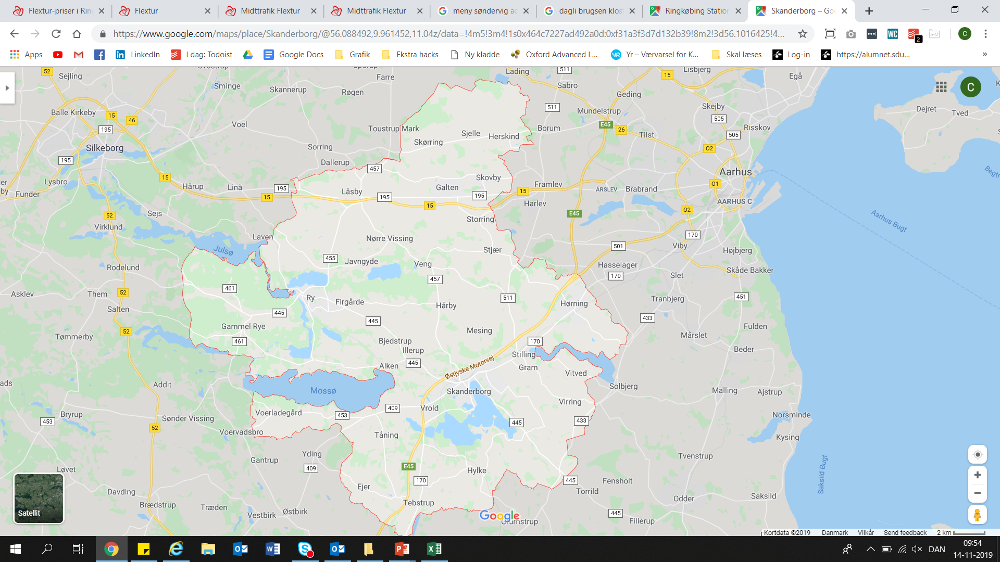 Flextur-priser i Rin
Flextur
Midttrafik Flextur
Midttrafik Flextur
meny søndervig a
dagli brugsen klos
Ringkøbing Station
Skanderborg – Goo
https://www.google.com/maps/place/Skanderborg/@56.088492,9.961452,11.04z/data=!4m5!3m4!1s0x464c7227ad492a0d:0xf31a3f3d7d132b39!8m2!3d56.1016425!4...
WC
2
C
Apps
LinkedIn
I dag: Todoist
Google Docs
Grafik
Ekstra hacks
Ny kladde
Oxford Advanced L...
Yr – Værvarsel for K...
Skal læses
Log-in
https://alumnet.sdu...
»
52
Sejling
Sminge
Skannerup
Farre
Røgen
Lading
511
Sabro
15
Lisbjerg
Egå
C
Geding
Balle Kirkeby
15
46
195
Voel
Toustrup Mark
Skørring
Sjelle
Herskind
511
Borum
Mundelstrup
E45
26
Tilst
Skejby
505
505
Risskov
Dejret
Tved
Silkeborg
195
Sorring
Dallerup
457
O2
Aarhus
O1
Lysbro
Funder
15
Hårup
Linå
195
15
Låsby
195
Galten
15
Skovby
195
15
Framlev
Harlev
ÅRSLEV
Brabrand
AARHUS C
O2
E45
52
Sejs
Virklund
Laven
Storring
Aarhus Bugt
Julsø
Nørre Vissing
Stjær
501
170
Viby
Højbjerg
455
Javngyde
Veng
Hasselager
170
Slet
Skåde Bakker
Rodelund
461
457
Asklev
Them
52
Salten
Ry
Firgårde
Hårby
511
Hørning
Tranbjerg
451
445
445
433
Gammel Rye
Mesing
Fulden
Tømmerby
52
461
Bjedstrup
Illerup
170
Mårslet
Beder
Stilling
Alken
445
Østjyske Motorvej
Gram
Vitved
Addit
Mossø
Skanderborg
Solbjerg
Malling
Ajstrup
Bryrup
453
Sønder Vissing
52
Voerladegård
453
409
Vrold
Virring
433
445
Norsminde
Voervadsbro
Tåning
Kysing
Yding
409
Gantrup
Tvenstrup
Saksild Bugt
Løvet
E45
170
Hylke
445
Fensholt
Torrild
Davding
Ejer
Saksild
Brædstrup
Træden
Vestbirk
Østbirk
Tebstrup
Odder
445
Fillerup
Satellit
Google
Kortdata ©2019
Danmark
Vilkår
Send feedback
2 km
DAN
09:54
14-11-2019